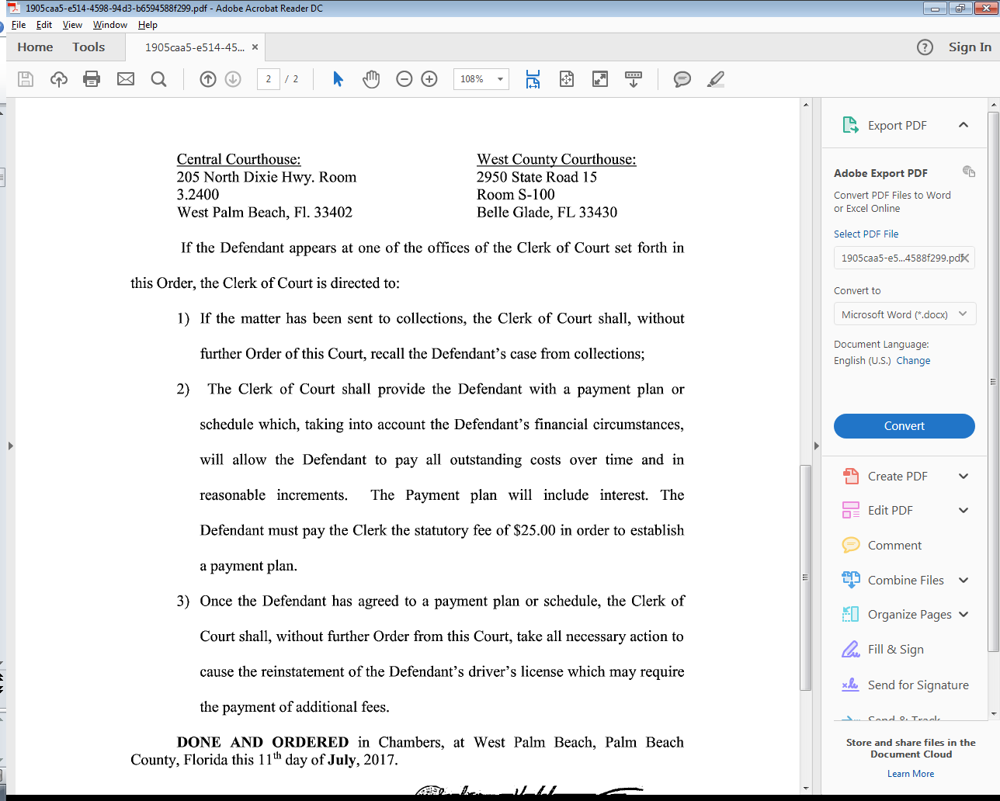 1905caa5-e514-4598-94d3-b6594588f299.pdf - Adobe Acrobat Reader DC
File Edit View Window Help
Home Tools 1905caa5-e514-45... × ? Sign In
2 / 2 108%
Central Courthouse:
205 North Dixie Hwy. Room
3.2400
West Palm Beach, Fl. 33402
West County Courthouse:
2950 State Road 15
Room S-100
Belle Glade, FL 33430
If the Defendant appears at one of the offices of the Clerk of Court set forth in
this Order, the Clerk of Court is directed to:
1) If the matter has been sent to collections, the Clerk of Court shall, without
further Order of this Court, recall the Defendant's case from collections;
2) The Clerk of Court shall provide the Defendant with a payment plan or
schedule which, taking into account the Defendant's financial circumstances,
will allow the Defendant to pay all outstanding costs over time and in
reasonable increments. The Payment plan will include interest. The
Defendant must pay the Clerk the statutory fee of $25.00 in order to establish
a payment plan.
3) Once the Defendant has agreed to a payment plan or schedule, the Clerk of
Court shall, without further Order from this Court, take all necessary action to
cause the reinstatement of the Defendant's driver's license which may require
the payment of additional fees.
DONE AND ORDERED in Chambers, at West Palm Beach, Palm Beach
County, Florida this 11th day of July, 2017.
Export PDF
Adobe Export PDF
Convert PDF Files to Word
or Excel Online
Select PDF File
1905caa5-e5...4588f299.pdf
Convert to
Microsoft Word (*.docx)
Document Language:
English (U.S.) Change
Convert
Create PDF
Edit PDF
Comment
Combine Files
Organize Pages
Fill & Sign
Send for Signature
Send & Track
Store and share files in the
Document Cloud
Learn More